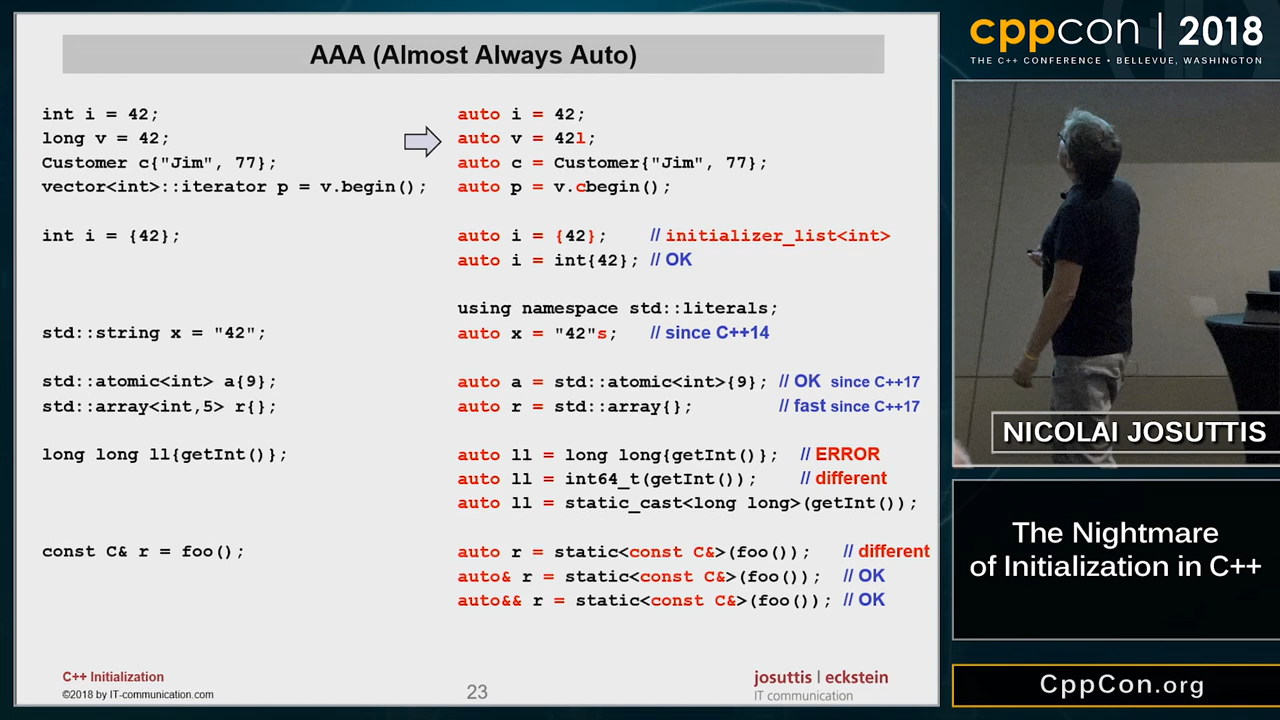 AAA (Almost Always Auto)
int i = 42;
long v = 42;
Customer c{"Jim", 77};
vector<int>::iterator p = v.begin();
int i = {42};
std::string x = "42";
std::atomic<int> a{9};
std::array<int,5> r{};
long long ll{getInt()};
const C& r = foo();
auto i = 42;
auto v = 42l;
auto c = Customer{"Jim", 77};
auto p = v.cbegin();
auto i = {42}; // initializer_list<int>
auto i = int{42}; // OK
using namespace std::literals;
auto x = "42"s; // since C++14
auto a = std::atomic<int>{9}; // OK since C++17
auto r = std::array{}; // fast since C++17
auto ll = long long{getInt()}; // ERROR
auto ll = int64_t(getInt()); // different
auto ll = static_cast<long long>(getInt());
auto r = static<const C&>(foo()); // different
auto& r = static<const C&>(foo()); // OK
auto&& r = static<const C&>(foo()); // OK
C++ Initialization
©2018 by IT-communication.com
23
josuttis | eckstein
IT communication
cppcon | 2018
THE C++ CONFERENCE • BELLEVUE, WASHINGTON
NICOLAI JOSUTTIS
The Nightmare
of Initialization in C++
CppCon.org